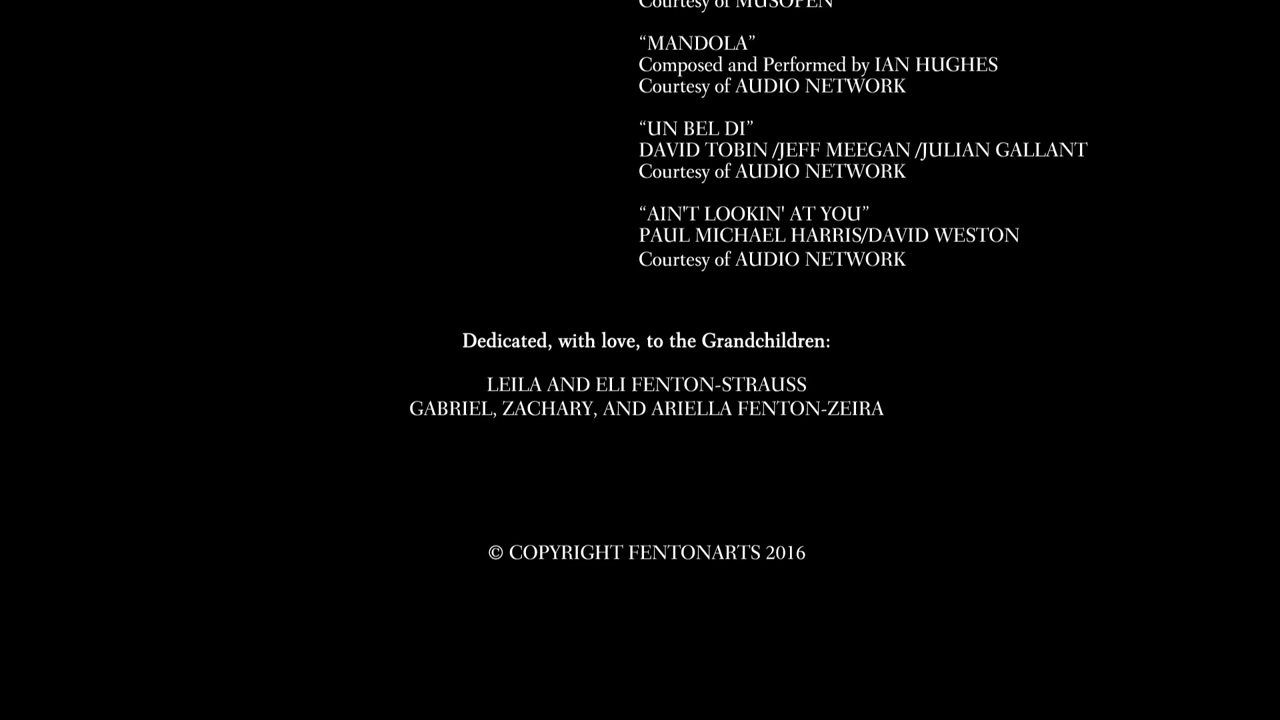 Courtesy of MUSOPEN
“MANDOLA”
Composed and Performed by IAN HUGHES
Courtesy of AUDIO NETWORK
“UN BEL DI”
DAVID TOBIN /JEFF MEEGAN /JULIAN GALLANT
Courtesy of AUDIO NETWORK
“AIN'T LOOKIN' AT YOU”
PAUL MICHAEL HARRIS/DAVID WESTON
Courtesy of AUDIO NETWORK
Dedicated, with love, to the Grandchildren:
LEILA AND ELI FENTON-STRAUSS
GABRIEL, ZACHARY, AND ARIELLA FENTON-ZEIRA
© COPYRIGHT FENTONARTS 2016